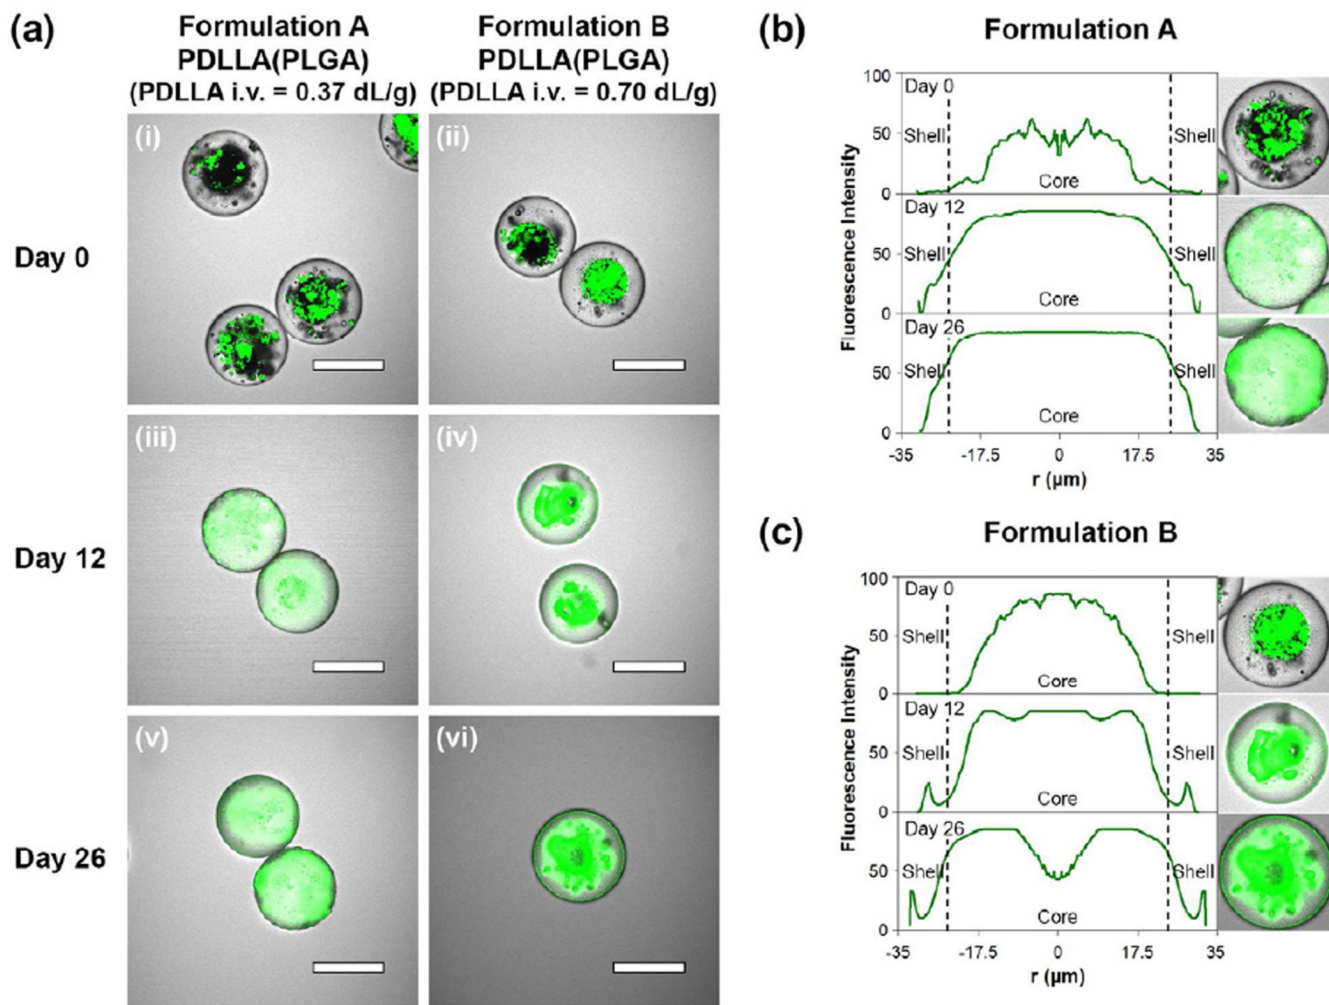 (a)
Formulation A
PDLLA(PLGA)
(PDLLA i.v. = 0.37 dL/g)
Formulation B
PDLLA(PLGA)
(PDLLA i.v. = 0.70 dL/g)
Day 0
(i)
(ii)
Day 12
(iii)
(iv)
Day 26
(v)
(vi)
(b)
Formulation A
Fluorescence Intensity
100
50
0
Day 0
Shell
Core
Shell
50
0
Day 12
Shell
Core
Shell
50
0
Day 26
Shell
Core
Shell
-35
-17.5
0
17.5
35
r (µm)
(c)
Formulation B
Fluorescence Intensity
100
50
0
Day 0
Shell
Core
Shell
50
0
Day 12
Shell
Core
Shell
50
0
Day 26
Shell
Core
Shell
-35
-17.5
0
17.5
35
r (µm)